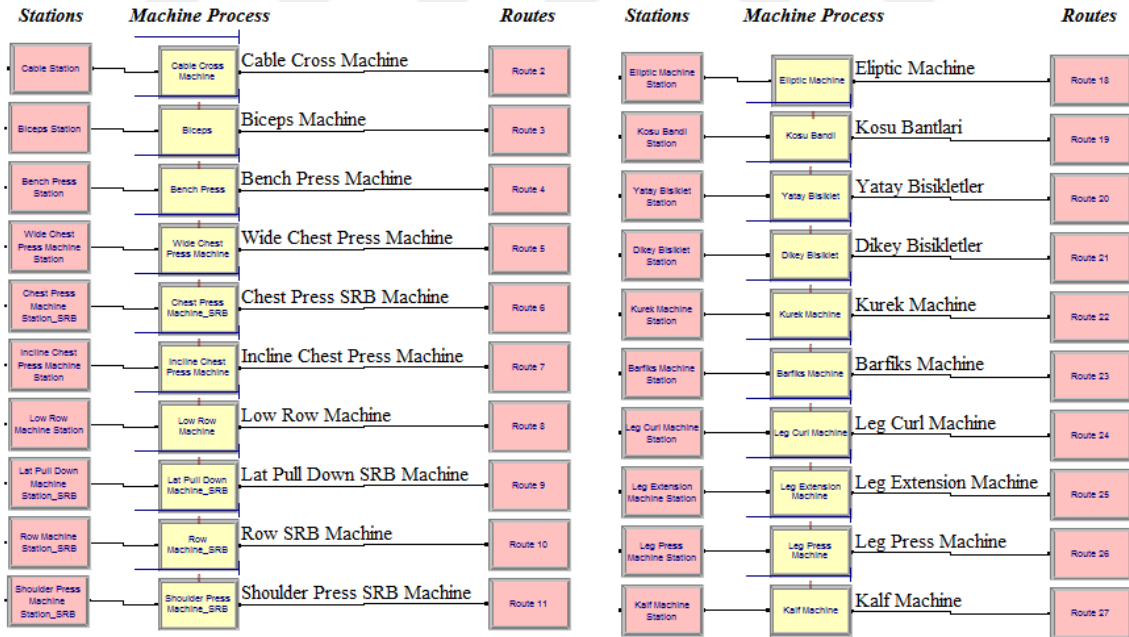 Stations Machine Process Routes
Cable Station
Cable Cross
Machine
Cable Cross Machine
Route 2
Biceps Station
Biceps
Biceps Machine
Route 3
Bench Press
Station
Bench Press
Bench Press Machine
Route 4
Wide Chest
Press Machine
Station
Wide Chest
Press Machine
Wide Chest Press Machine
Route 5
Chest Press
Machine
Station_SRB
Chest Press
Machine_SRB
Chest Press SRB Machine
Route 6
Incline Chest
Press Machine
Station
Incline Chest
Press Machine
Incline Chest Press Machine
Route 7
Low Row
Machine Station
Low Row
Machine
Low Row Machine
Route 8
Lat Pull Down
Machine
Station_SRB
Lat Pull Down
Machine_SRB
Lat Pull Down SRB Machine
Route 9
Row Machine
Station_SRB
Row
Machine_SRB
Row SRB Machine
Route 10
Shoulder Press
Machine
Station_SRB
Shoulder Press
Machine_SRB
Shoulder Press SRB Machine
Route 11
Stations Machine Process Routes
Eliptic Machine
Station
Eliptic Machine
Eliptic Machine
Route 18
Kosu Bandi
Station
Kosu Bandi
Kosu Bantlari
Route 19
Yatay Bisiklet
Station
Yatay Bisiklet
Yatay Bisikletler
Route 20
Dikey Bisiklet
Station
Dikey Bisiklet
Dikey Bisikletler
Route 21
Kurek Machine
Station
Kurek Machine
Kurek Machine
Route 22
Barfiks Machine
Station
Barfiks Machine
Barfiks Machine
Route 23
Leg Curl Machine
Station
Leg Curl Machine
Leg Curl Machine
Route 24
Leg Extension
Machine Station
Leg Extension
Machine
Leg Extension Machine
Route 25
Leg Press
Machine Station
Leg Press
Machine
Leg Press Machine
Route 26
Kalf Machine
Station
Kalf Machine
Kalf Machine
Route 27